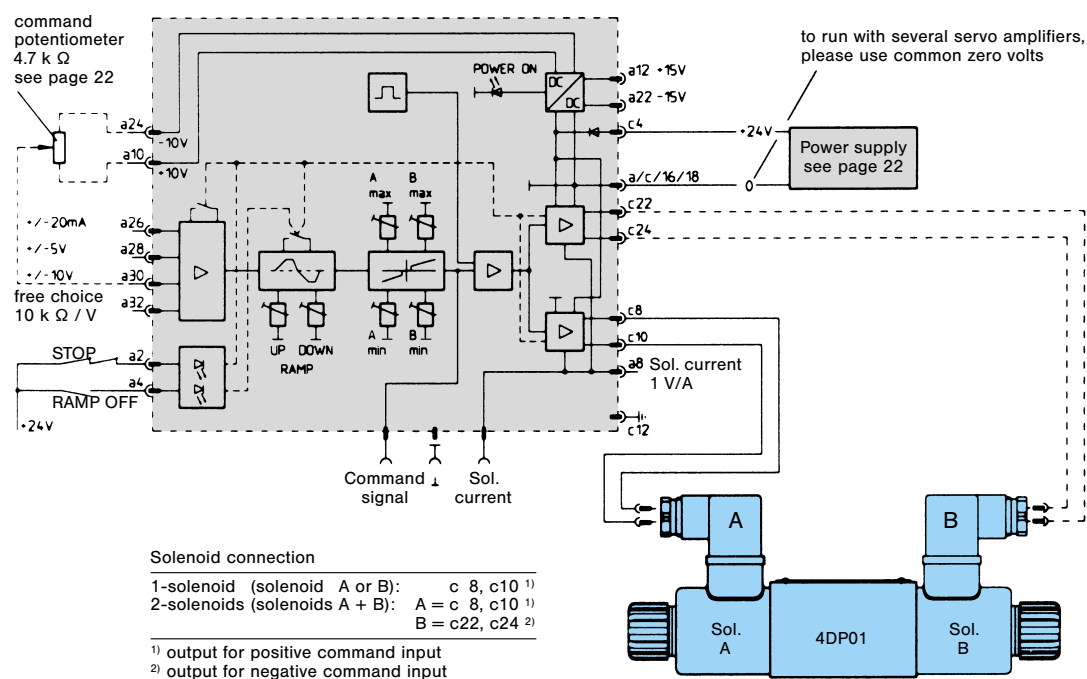 command
potentiometer
4.7 k Ω
see page 22
to run with several servo amplifiers,
please use common zero volts
POWER ON
DC
DC
a12 +15V
a22 -15V
c4
+24V
Power supply
see page 22
a/c/16/18
0
c22
c24
a24
-10V
a10
+10V
A
max
B
max
+/-20mA
a26
+/-5V
a28
+/-10V
a30
free choice
10 k Ω / V
a32
UP
DOWN
RAMP
A
min
B
min
c8
c10
a8
Sol. current
1 V/A
c12
STOP
a2
a4
RAMP OFF
+24V
Command
signal
⊥
Sol.
current
A
B
Sol.
A
4DP01
Sol.
B
Solenoid connection
1-solenoid (solenoid A or B): c 8, c10 1)
2-solenoids (solenoids A + B): A = c 8, c10 1)
B = c22, c24 2)
1) output for positive command input
2) output for negative command input